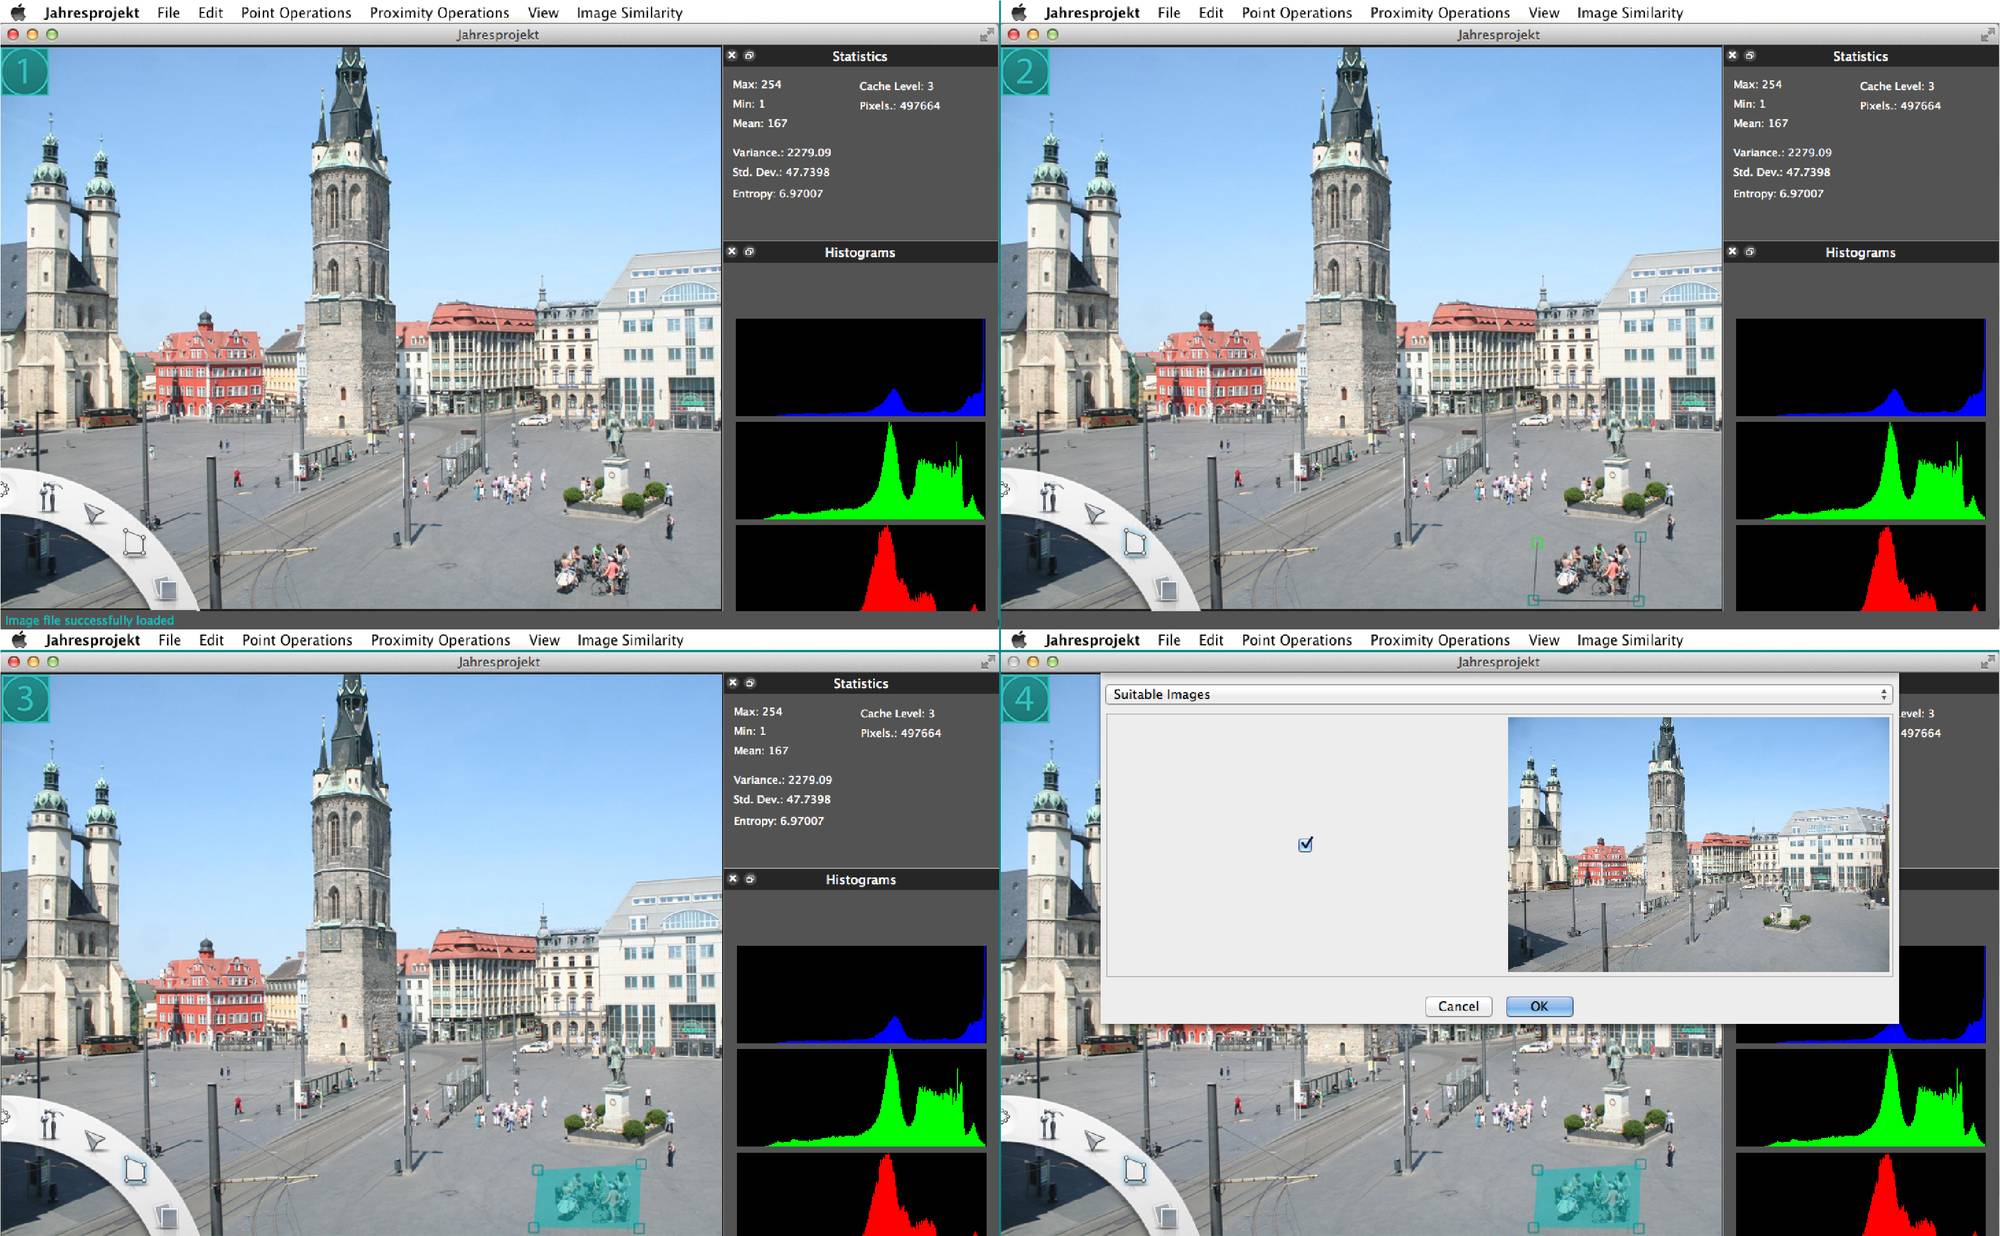 Jahresprojekt File Edit Point Operations Proximity Operations View Image Similarity
Jahresprojekt
1
Statistics
Max: 254
Min: 1
Mean: 167
Cache Level: 3
Pixels.: 497664
Variance.: 2279.09
Std. Dev.: 47.7398
Entropy: 6.97007
Histograms
Image file successfully loaded
Jahresprojekt File Edit Point Operations Proximity Operations View Image Similarity
Jahresprojekt
2
Statistics
Max: 254
Min: 1
Mean: 167
Cache Level: 3
Pixels.: 497664
Variance.: 2279.09
Std. Dev.: 47.7398
Entropy: 6.97007
Histograms
Jahresprojekt File Edit Point Operations Proximity Operations View Image Similarity
Jahresprojekt
3
Statistics
Max: 254
Min: 1
Mean: 167
Cache Level: 3
Pixels.: 497664
Variance.: 2279.09
Std. Dev.: 47.7398
Entropy: 6.97007
Histograms
Jahresprojekt File Edit Point Operations Proximity Operations View Image Similarity
Jahresprojekt
4
Suitable Images
evel: 3
497664
Cancel OK